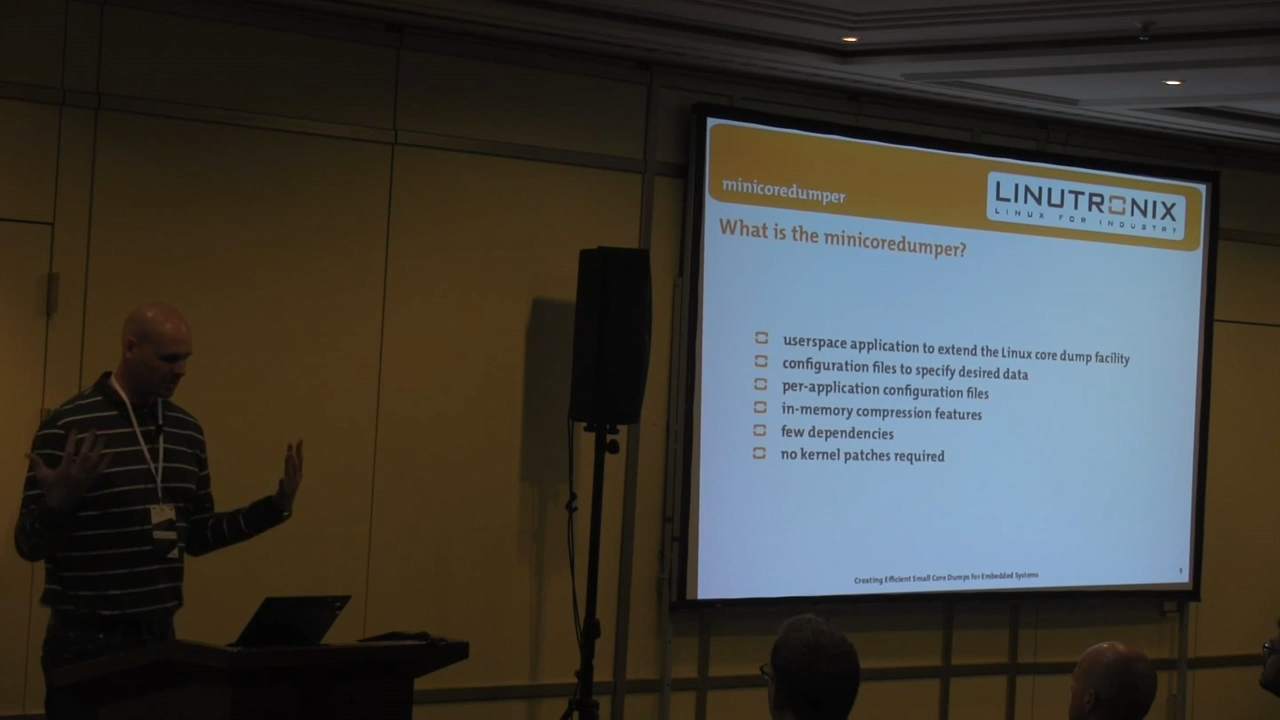 minicoredumper
LINUTRONIX
LINUX FOR INDUSTRY
What is the minicoredumper?
userspace application to extend the Linux core dump facility
configuration files to specify desired data
per-application configuration files
in-memory compression features
few dependencies
no kernel patches required
Creating Efficient Small Core Dumps for Embedded Systems